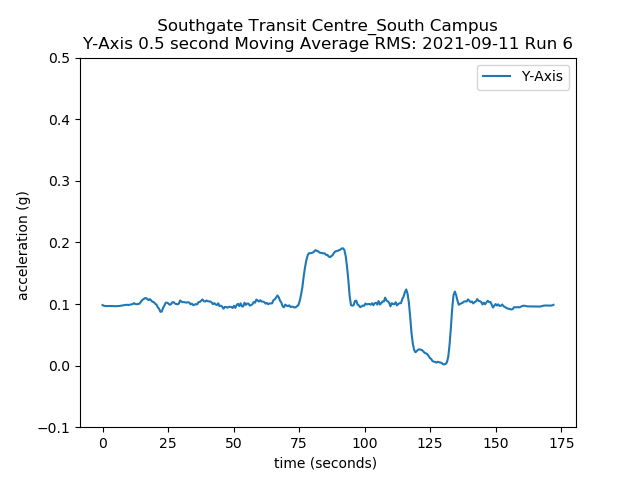 Southgate Transit Centre_South Campus
Y-Axis 0.5 second Moving Average RMS: 2021-09-11 Run 6
Y-Axis
0.5
0.4
0.3
0.2
0.1
0.0
−0.1
acceleration (g)
0 25 50 75 100 125 150 175
time (seconds)